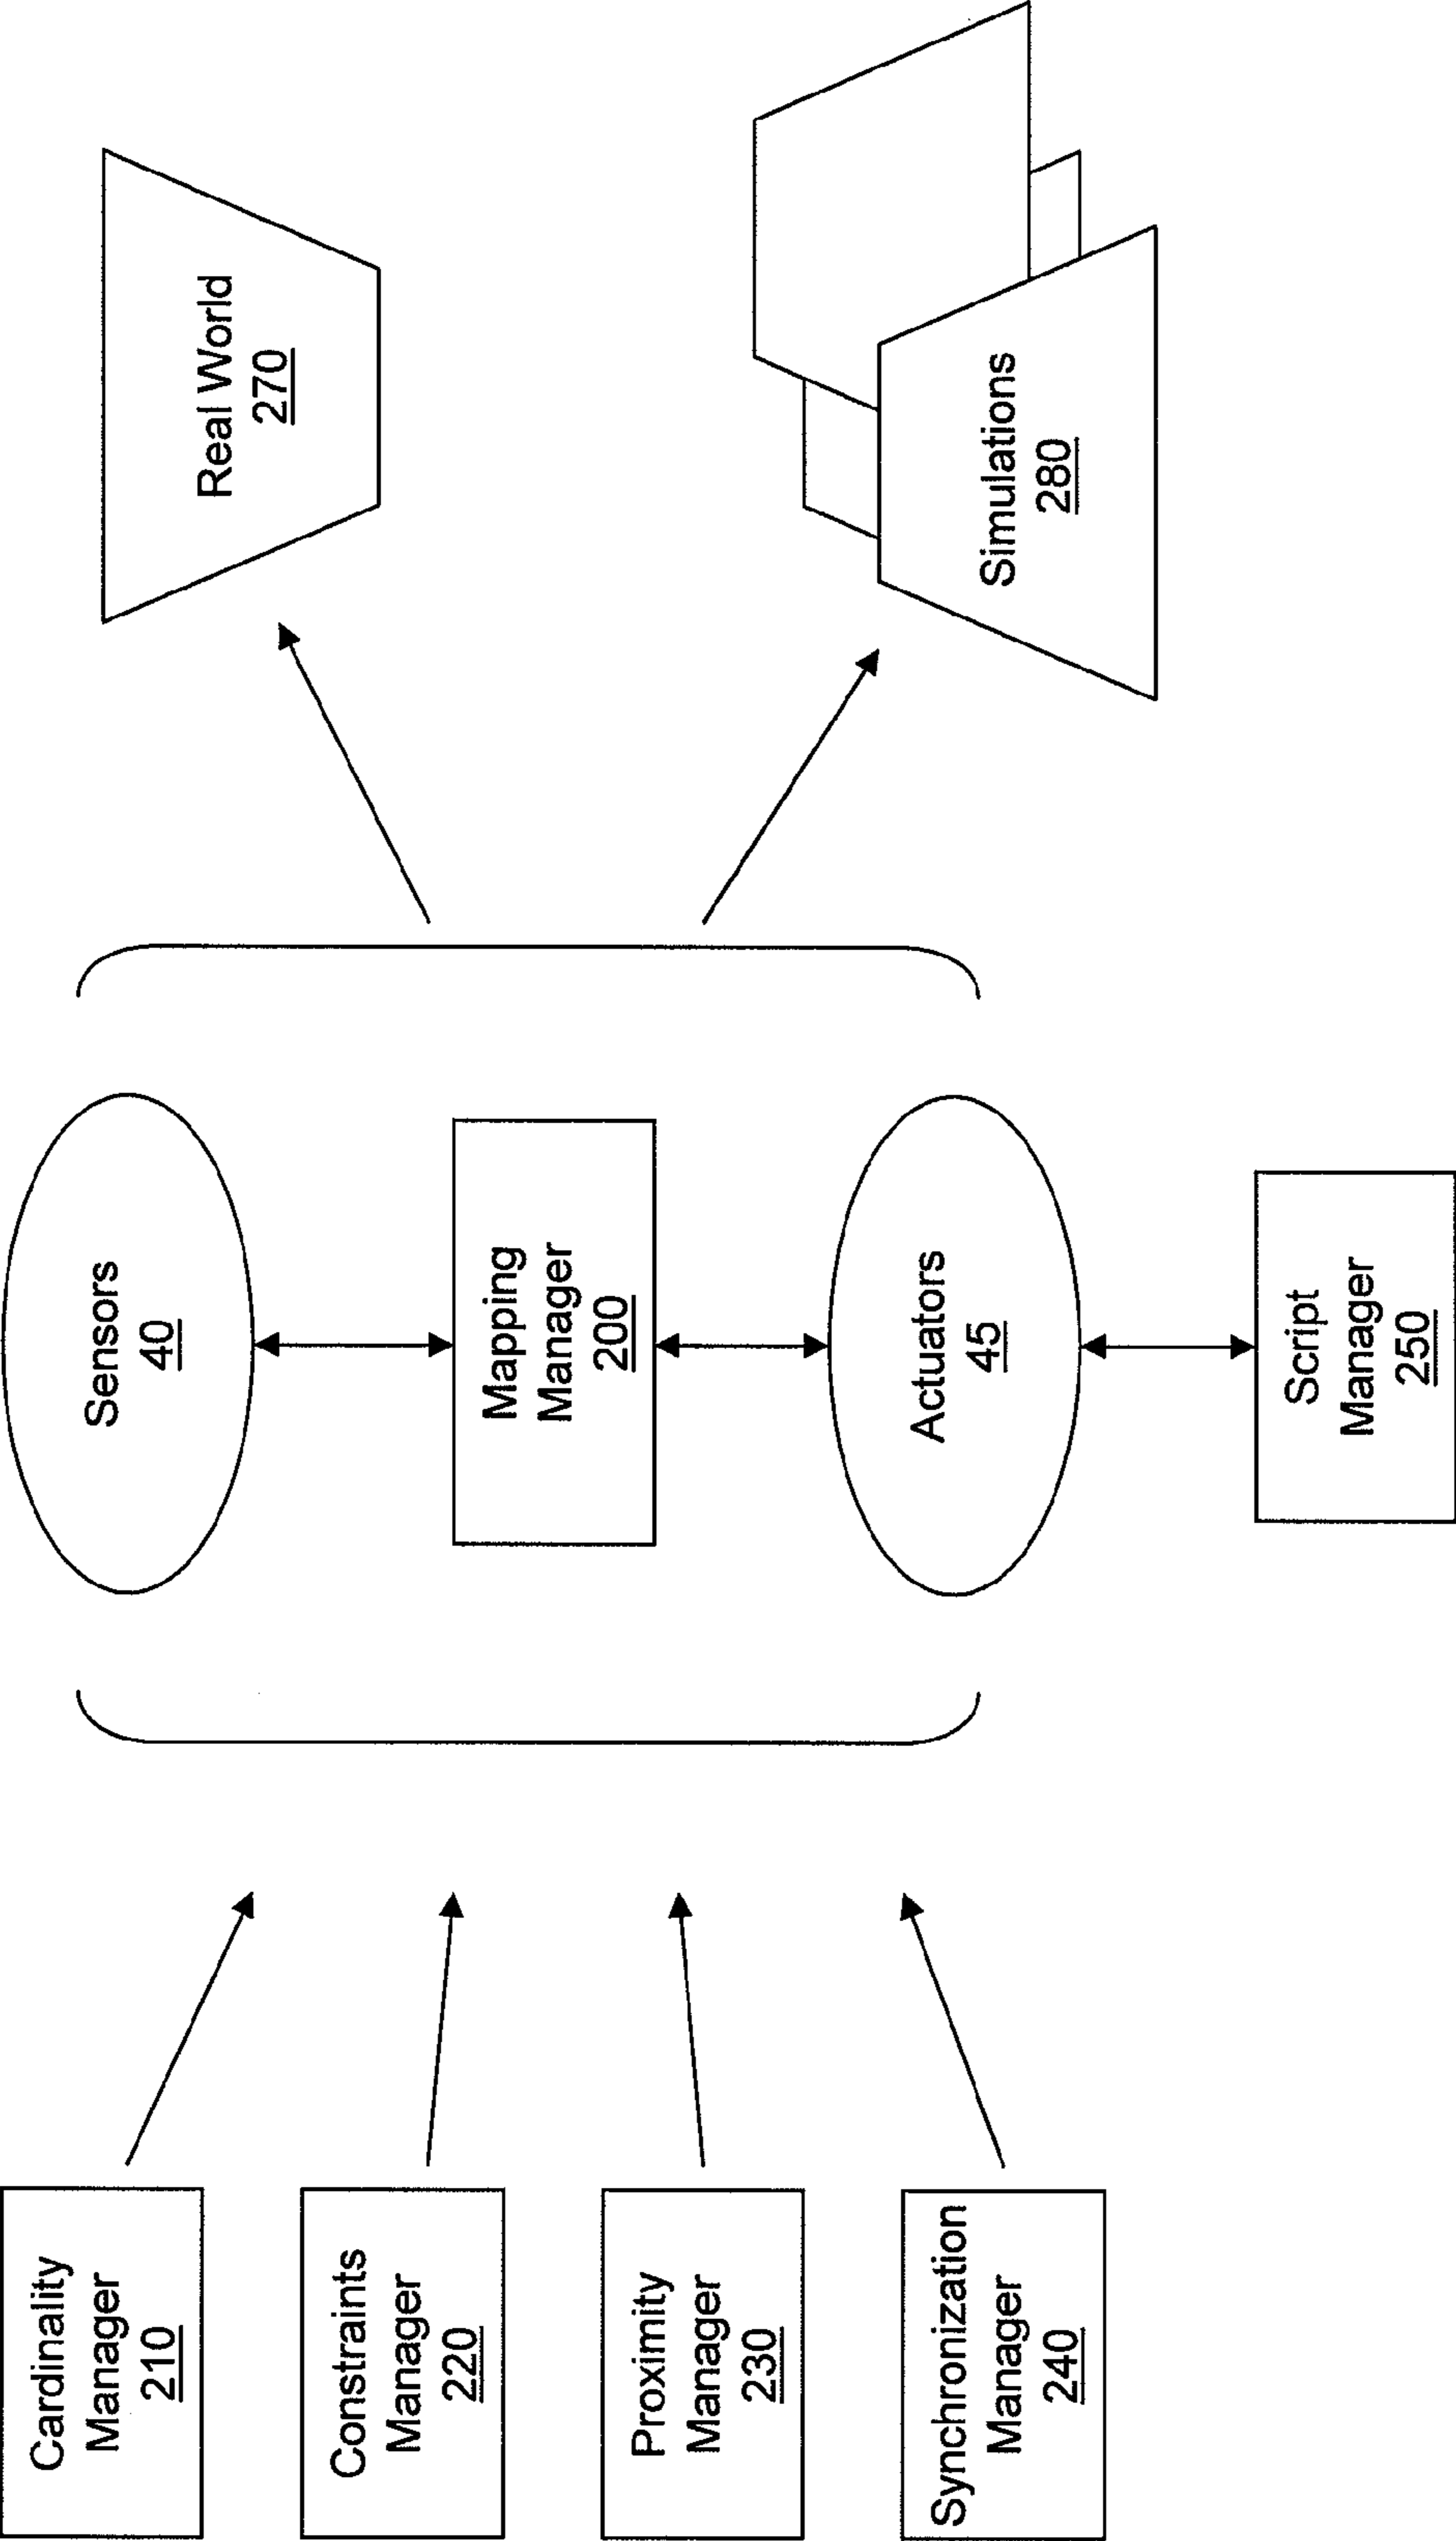 Cardinality
Manager
210
Constraints
Manager
220
Proximity
Manager
230
Synchronization
Manager
240
Sensors
40
Mapping
Manager
200
Actuators
45
Script
Manager
250
Real World
270
Simulations
280